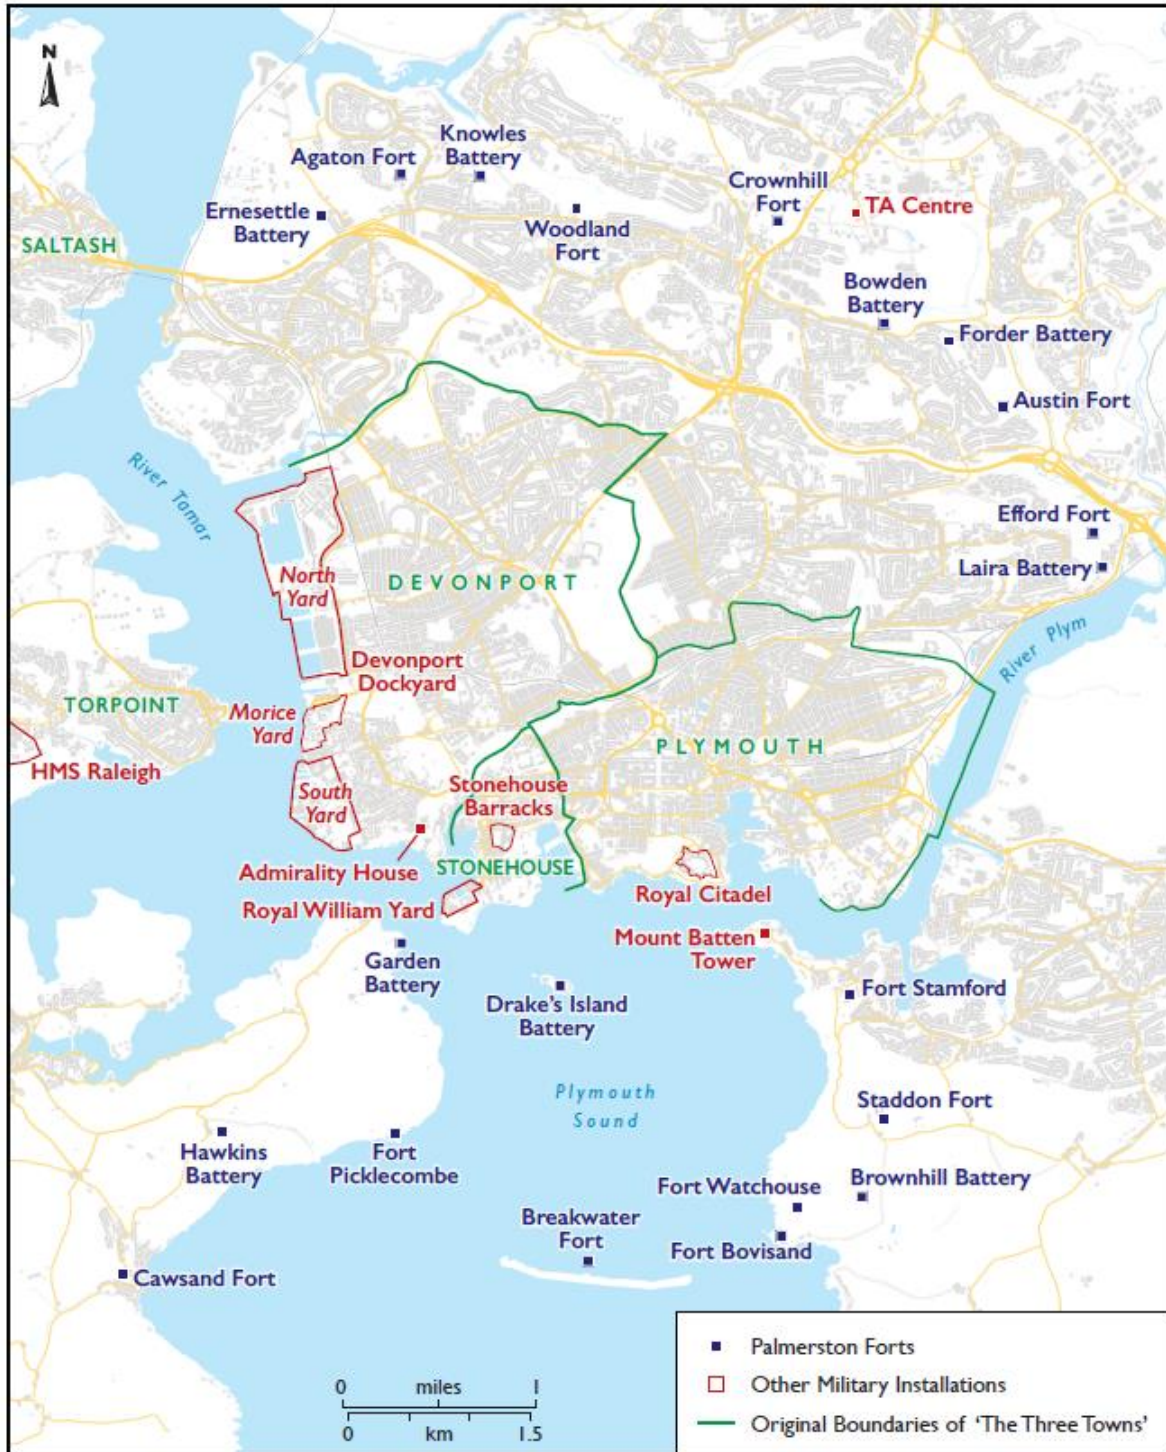 N
Knowles
Battery
Agaton Fort
Crownhill
Fort
TA Centre
Ernesettle
Battery
Woodland
Fort
SALTASH
Bowden
Battery
Forder Battery
Austin Fort
River Tamar
Efford Fort
Laira Battery
North
Yard
DEVONPORT
River Plym
Devonport
Dockyard
TORPOINT
Morice
Yard
PLYMOUTH
HMS Raleigh
South
Yard
Stonehouse
Barracks
Admirality House
STONEHOUSE
Royal William Yard
Royal Citadel
Mount Batten
Tower
Garden
Battery
Drake's Island
Battery
Fort Stamford
Plymouth
Sound
Staddon Fort
Hawkins
Battery
Fort
Picklecombe
Fort Watchouse
Brownhill Battery
Breakwater
Fort
Fort Bovisand
Cawsand Fort
0 miles 1
0 km 1.5
Palmerston Forts
Other Military Installations
Original Boundaries of 'The Three Towns'